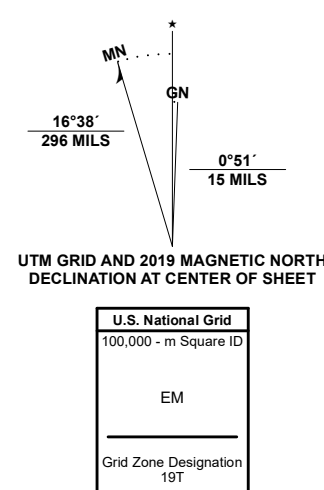 MN
GN
16°38´
296 MILS
0°51´
15 MILS
UTM GRID AND 2019 MAGNETIC NORTH
DECLINATION AT CENTER OF SHEET
U.S. National Grid
100,000 - m Square ID
EM
Grid Zone Designation
19T